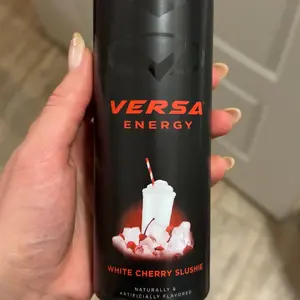 VERSA
ENERGY
WHITE CHERRY SLUSHIE
NATURALLY &
ARTIFICIALLY FLAVORED